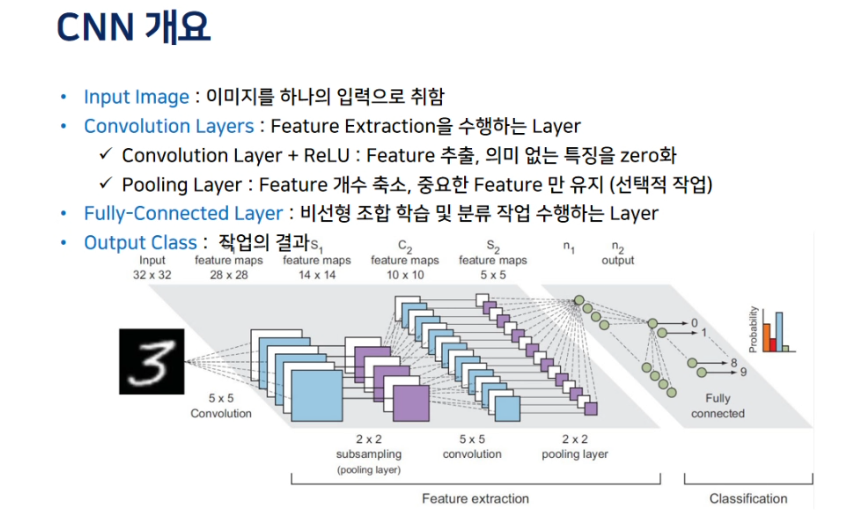 CNN 개요
• Input Image : 이미지를 하나의 입력으로 취함
• Convolution Layers : Feature Extraction을 수행하는 Layer
✓ Convolution Layer + ReLU : Feature 추출, 의미 없는 특징을 zero화
✓ Pooling Layer : Feature 개수 축소, 중요한 Feature 만 유지 (선택적 작업)
• Fully-Connected Layer : 비선형 조합 학습 및 분류 작업 수행하는 Layer
• Output Class : 작업의 결과
S1 C2 S2 n1 n2
Input feature maps feature maps feature maps feature maps output
32 x 32 28 x 28 14 x 14 10 x 10 5 x 5
3
0
1
8
9
Probability
5 x 5
Convolution
Fully
connected
2 x 2 5 x 5 2 x 2
subsampling convolution pooling layer
(pooling layer)
Feature extraction Classification